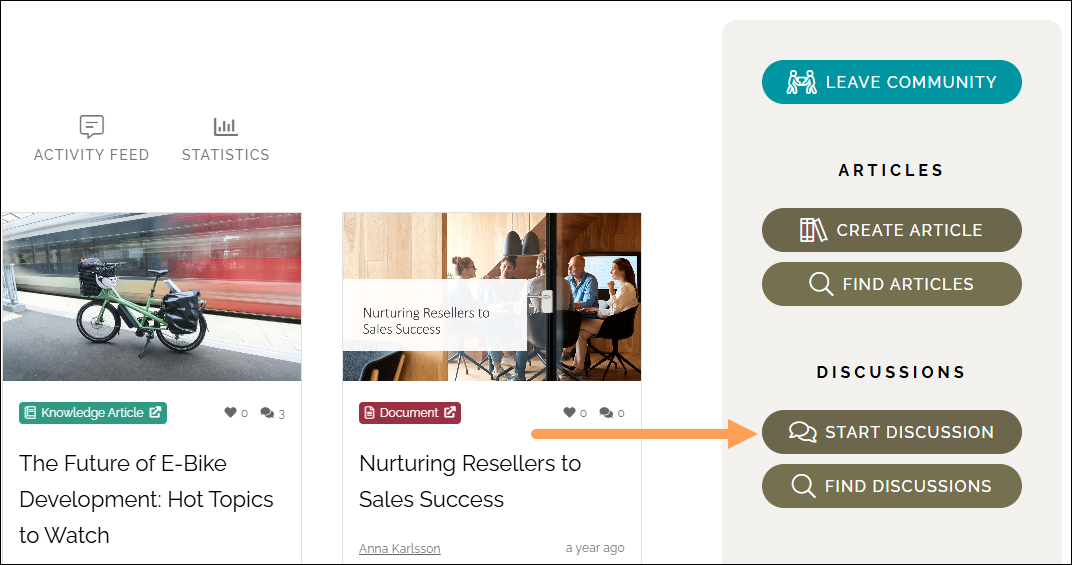 ACTIVITY FEED
STATISTICS
Knowledge Article
0
3
The Future of E-Bike
Development: Hot Topics
to Watch
Nurturing Resellers to
Sales Success
Document
0
0
Nurturing Resellers to
Sales Success
Anna Karlsson
a year ago
LEAVE COMMUNITY
ARTICLES
CREATE ARTICLE
FIND ARTICLES
DISCUSSIONS
START DISCUSSION
FIND DISCUSSIONS